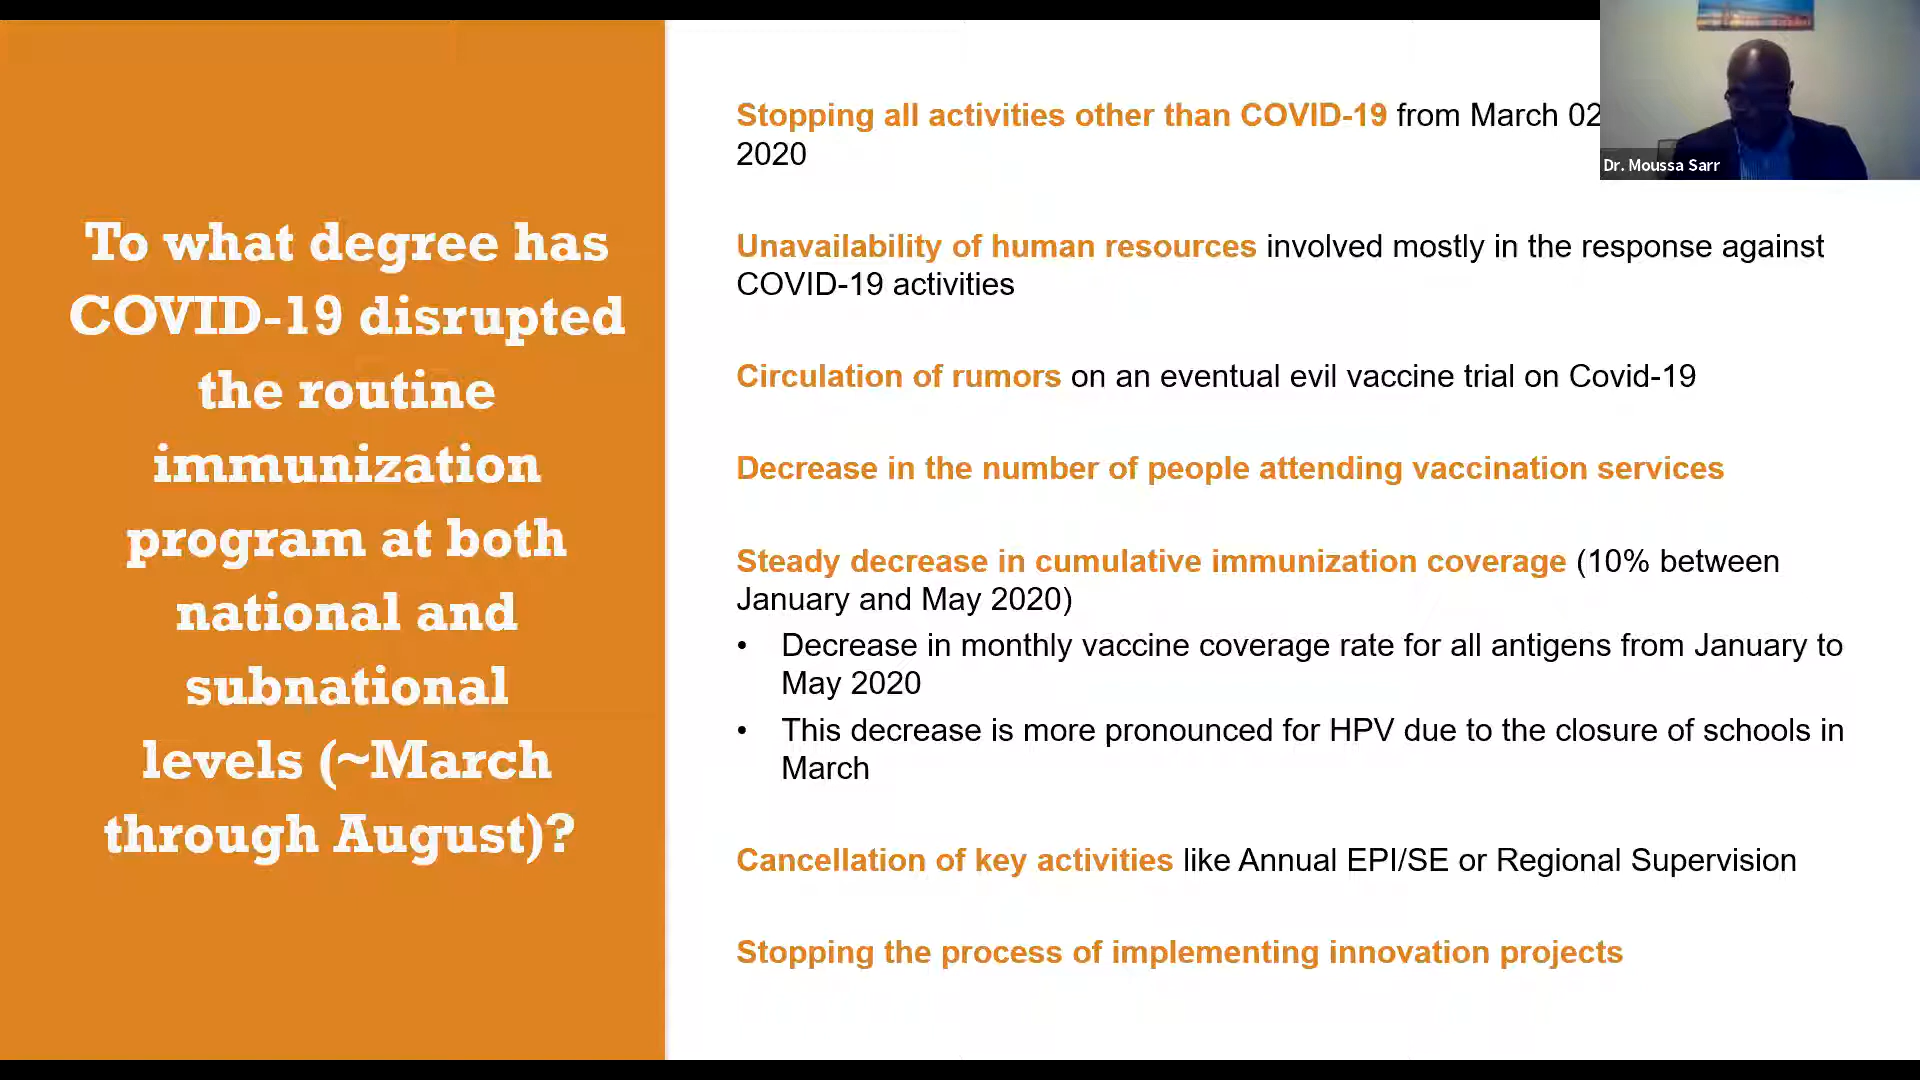 To what degree has
COVID-19 disrupted
the routine
immunization
program at both
national and
subnational
levels (~March
through August)?
Stopping all activities other than COVID-19 from March 02
2020
Unavailability of human resources involved mostly in the response against
COVID-19 activities
Circulation of rumors on an eventual evil vaccine trial on Covid-19
Decrease in the number of people attending vaccination services
Steady decrease in cumulative immunization coverage (10% between
January and May 2020)
• Decrease in monthly vaccine coverage rate for all antigens from January to
May 2020
• This decrease is more pronounced for HPV due to the closure of schools in
March
Cancellation of key activities like Annual EPI/SE or Regional Supervision
Stopping the process of implementing innovation projects
Dr. Moussa Sarr